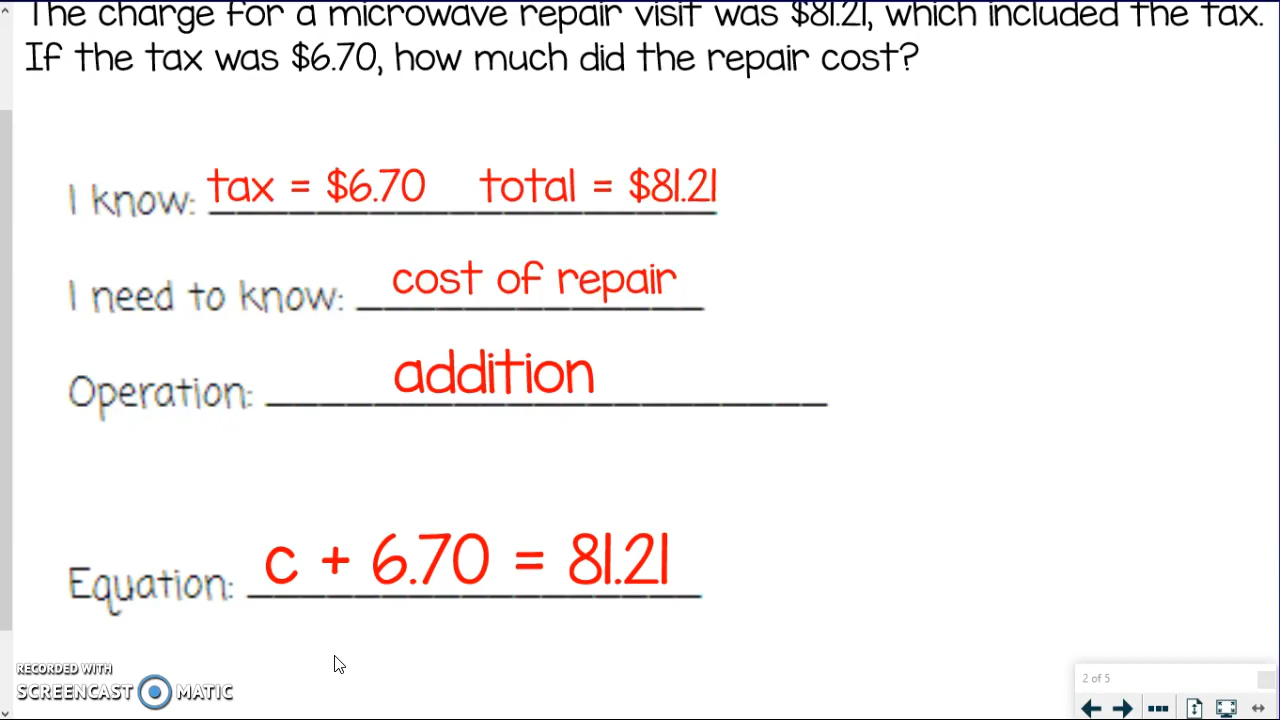 The charge for a microwave repair visit was $81.21, which included the tax.
If the tax was $6.70, how much did the repair cost?
I know: tax = $6.70 total = $81.21
I need to know: cost of repair
Operation: addition
Equation: c + 6.70 = 81.21
RECORDED WITH
SCREENCAST MATIC
2 of 5